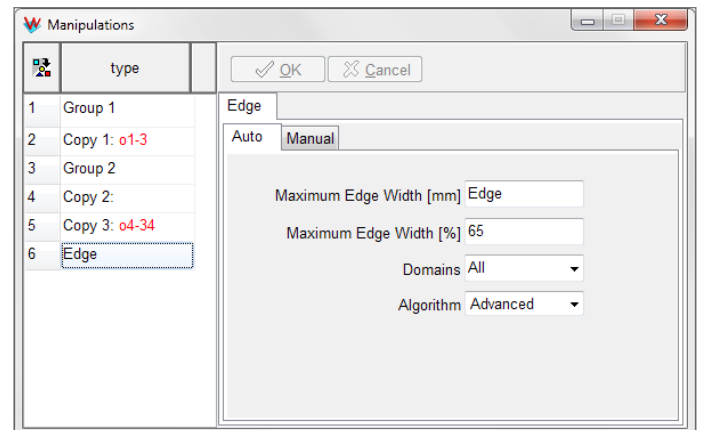 Manipulations
type
OK Cancel
1 Group 1
2 Copy 1: o1-3
3 Group 2
4 Copy 2:
5 Copy 3: o4-34
6 Edge
Edge
Auto Manual
Maximum Edge Width [mm] Edge
Maximum Edge Width [%] 65
Domains All
Algorithm Advanced